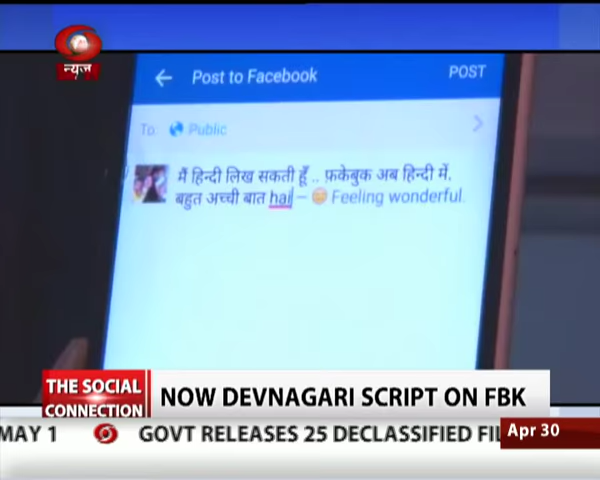 न्यूज़
Post to Facebook
POST
To: Public
मैं हिन्दी लिख सकती हूँ .. फ़केबुक अब हिन्दी में.
बहुत अच्ची बात hai – Feeling wonderful.
THE SOCIAL
CONNECTION
NOW DEVNAGARI SCRIPT ON FBK
MAY 1 GOVT RELEASES 25 DECLASSIFIED FIL
Apr 30